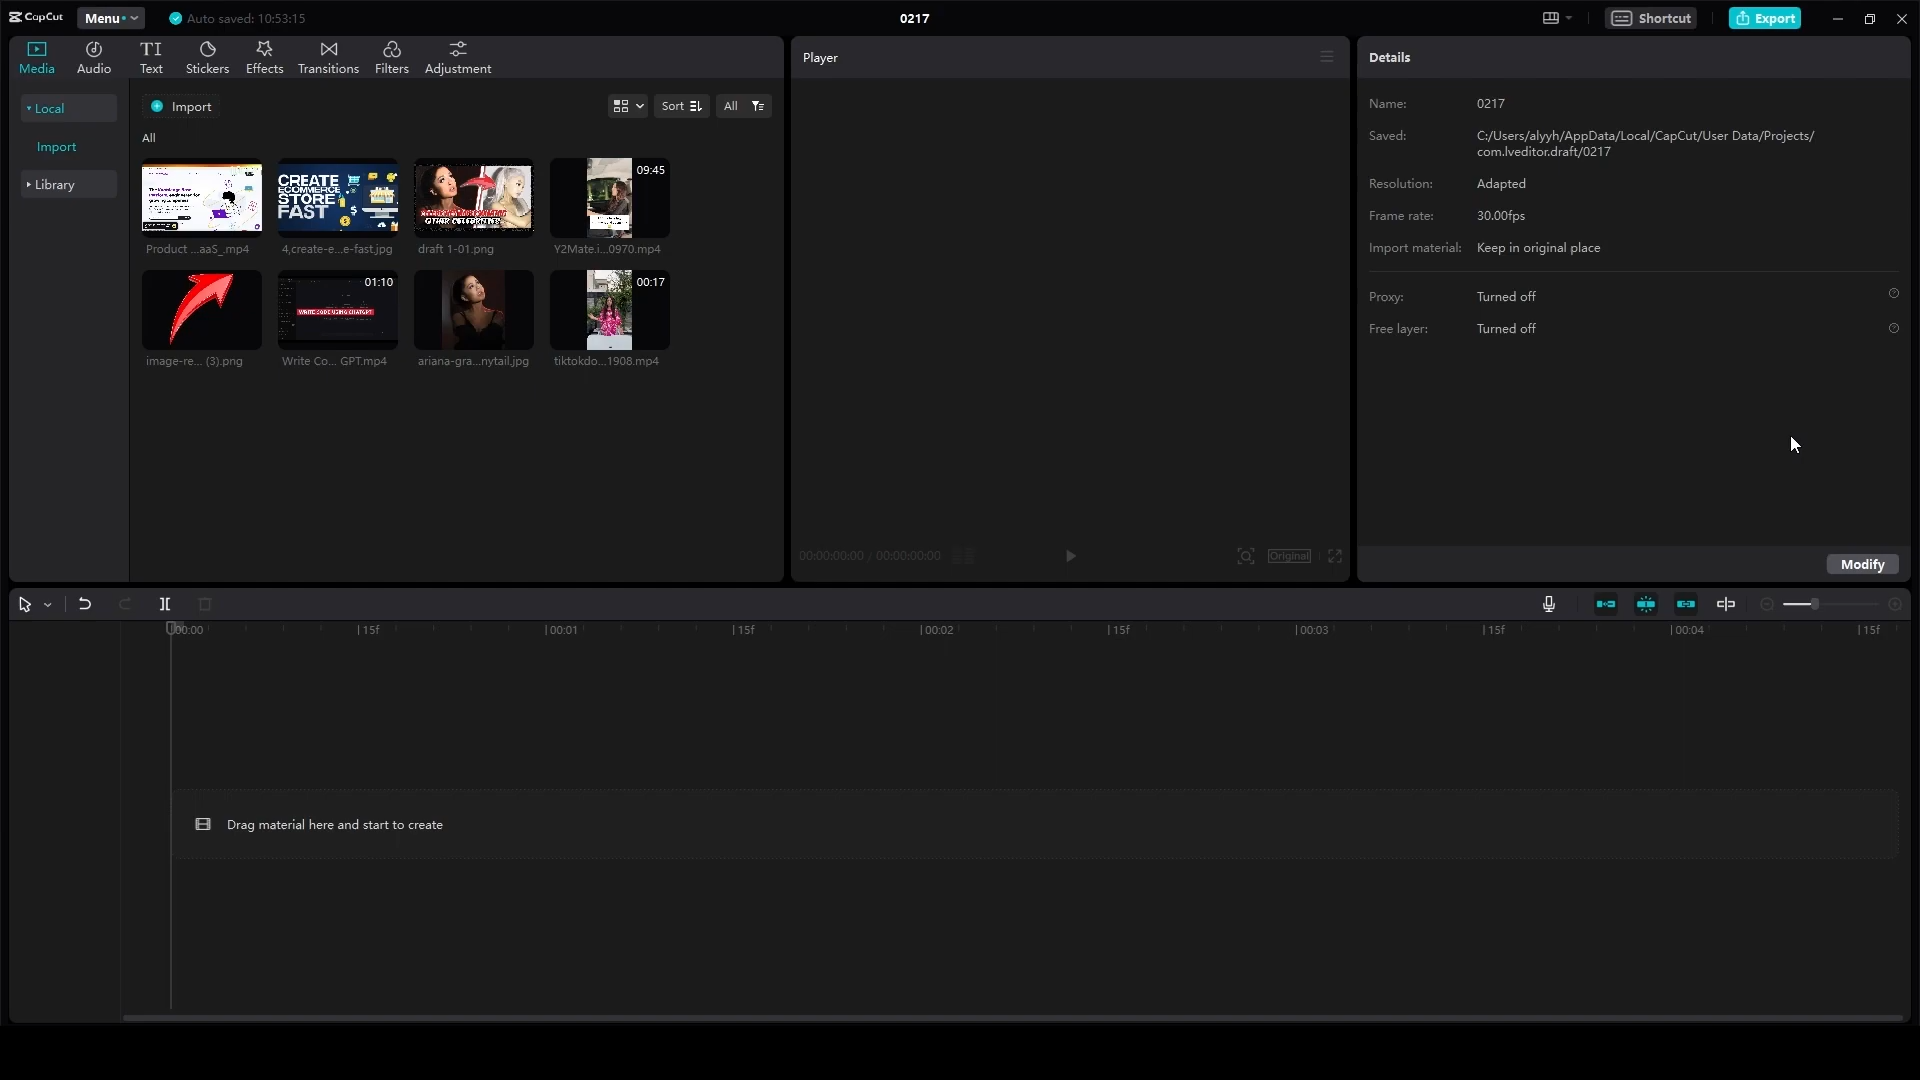 CapCut
Menu
Auto saved: 10:53:15
0217
Shortcut
Export
Media
Audio
Text
Stickers
Effects
Transitions
Filters
Adjustment
Local
Import
Library
Import
Sort
All
All
CREATE
ECOMMERCE
STORE
FAST
09:45
Product ...aaS_.mp4
4,create-e...e-fast.jpg
draft 1-01.png
Y2Mate.i...0970.mp4
01:10
WRITE CODE USING CHATGPT
00:17
image-re... (3).png
Write Co... GPT.mp4
ariana-gra...nytail.jpg
tiktokdo...1908.mp4
Player
00:00:00:00 / 00:00:00:00
Original
Details
Name: 0217
Saved: C:/Users/alyyh/AppData/Local/CapCut/User Data/Projects/
com.lveditor.draft/0217
Resolution: Adapted
Frame rate: 30.00fps
Import material: Keep in original place
Proxy: Turned off
Free layer: Turned off
Modify
00:00
15f
00:01
15f
00:02
15f
00:03
15f
00:04
15f
Drag material here and start to create